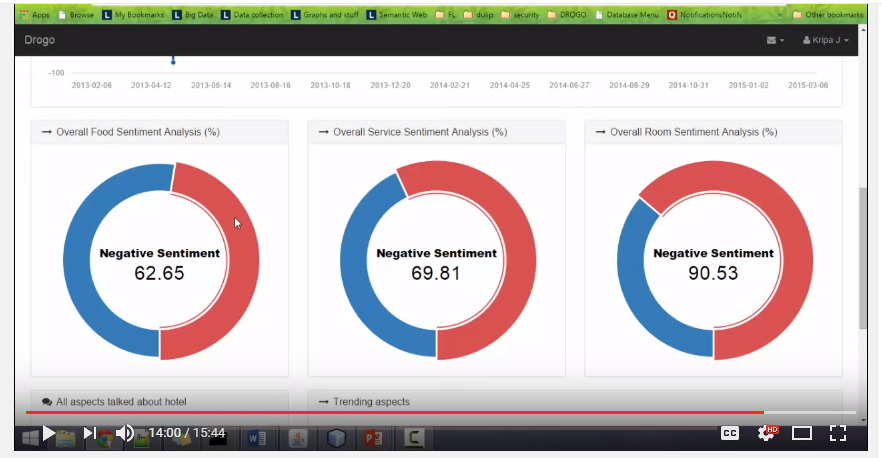 Apps Browse My Bookmarks Big Data Data collection Graphs and stuff Semantic Web FL dulip security DROGO Database Menu NotificationsNotifs » Other bookmarks
Drogo Kripa J
-100
2013-02-08 2013-04-12 2013-06-14 2013-08-16 2013-10-18 2013-12-20 2014-02-21 2014-04-25 2014-06-27 2014-08-29 2014-10-31 2015-01-02 2015-03-06
Overall Food Sentiment Analysis (%) Overall Service Sentiment Analysis (%) Overall Room Sentiment Analysis (%)
Negative Sentiment Negative Sentiment Negative Sentiment
62.65 69.81 90.53
All aspects talked about hotel Trending aspects
14:00 / 15:44 CC HD